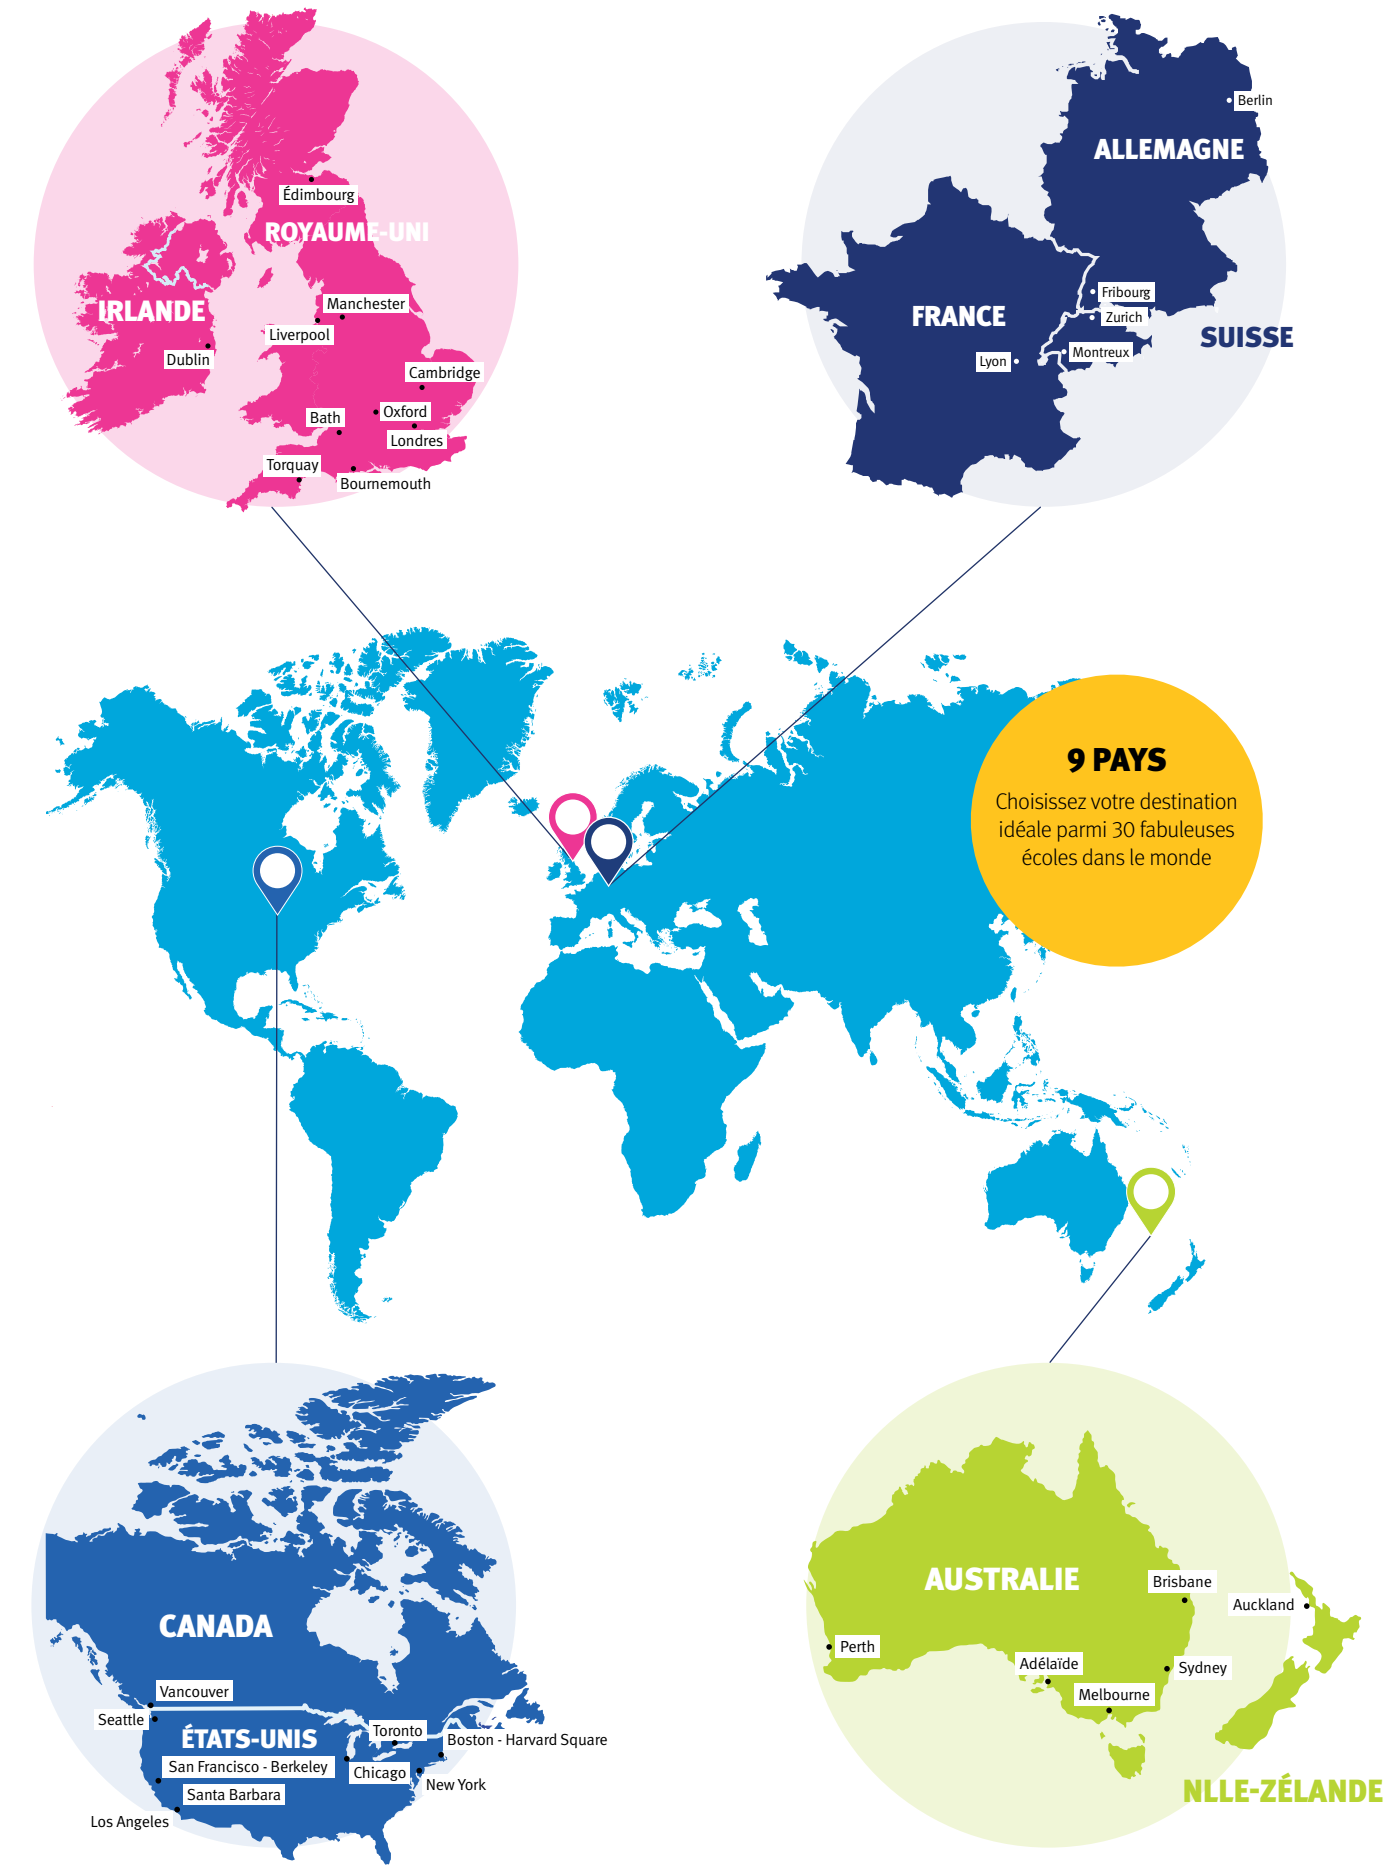 Édimbourg
ROYAUME-UNI
IRLANDE
Manchester
Liverpool
Dublin
Cambridge
Oxford
Bath
Londres
Torquay
Bournemouth
Berlin
ALLEMAGNE
Fribourg
FRANCE
Zurich
SUISSE
Montreux
Lyon
9 PAYS
Choisissez votre destination
idéale parmi 30 fabuleuses
écoles dans le monde
CANADA
Vancouver
Seattle
ÉTATS-UNIS
Toronto
Boston - Harvard Square
San Francisco - Berkeley
Chicago
New York
Santa Barbara
Los Angeles
AUSTRALIE
Brisbane
Auckland
Perth
Adélaïde
Sydney
Melbourne
NLLE-ZÉLANDE